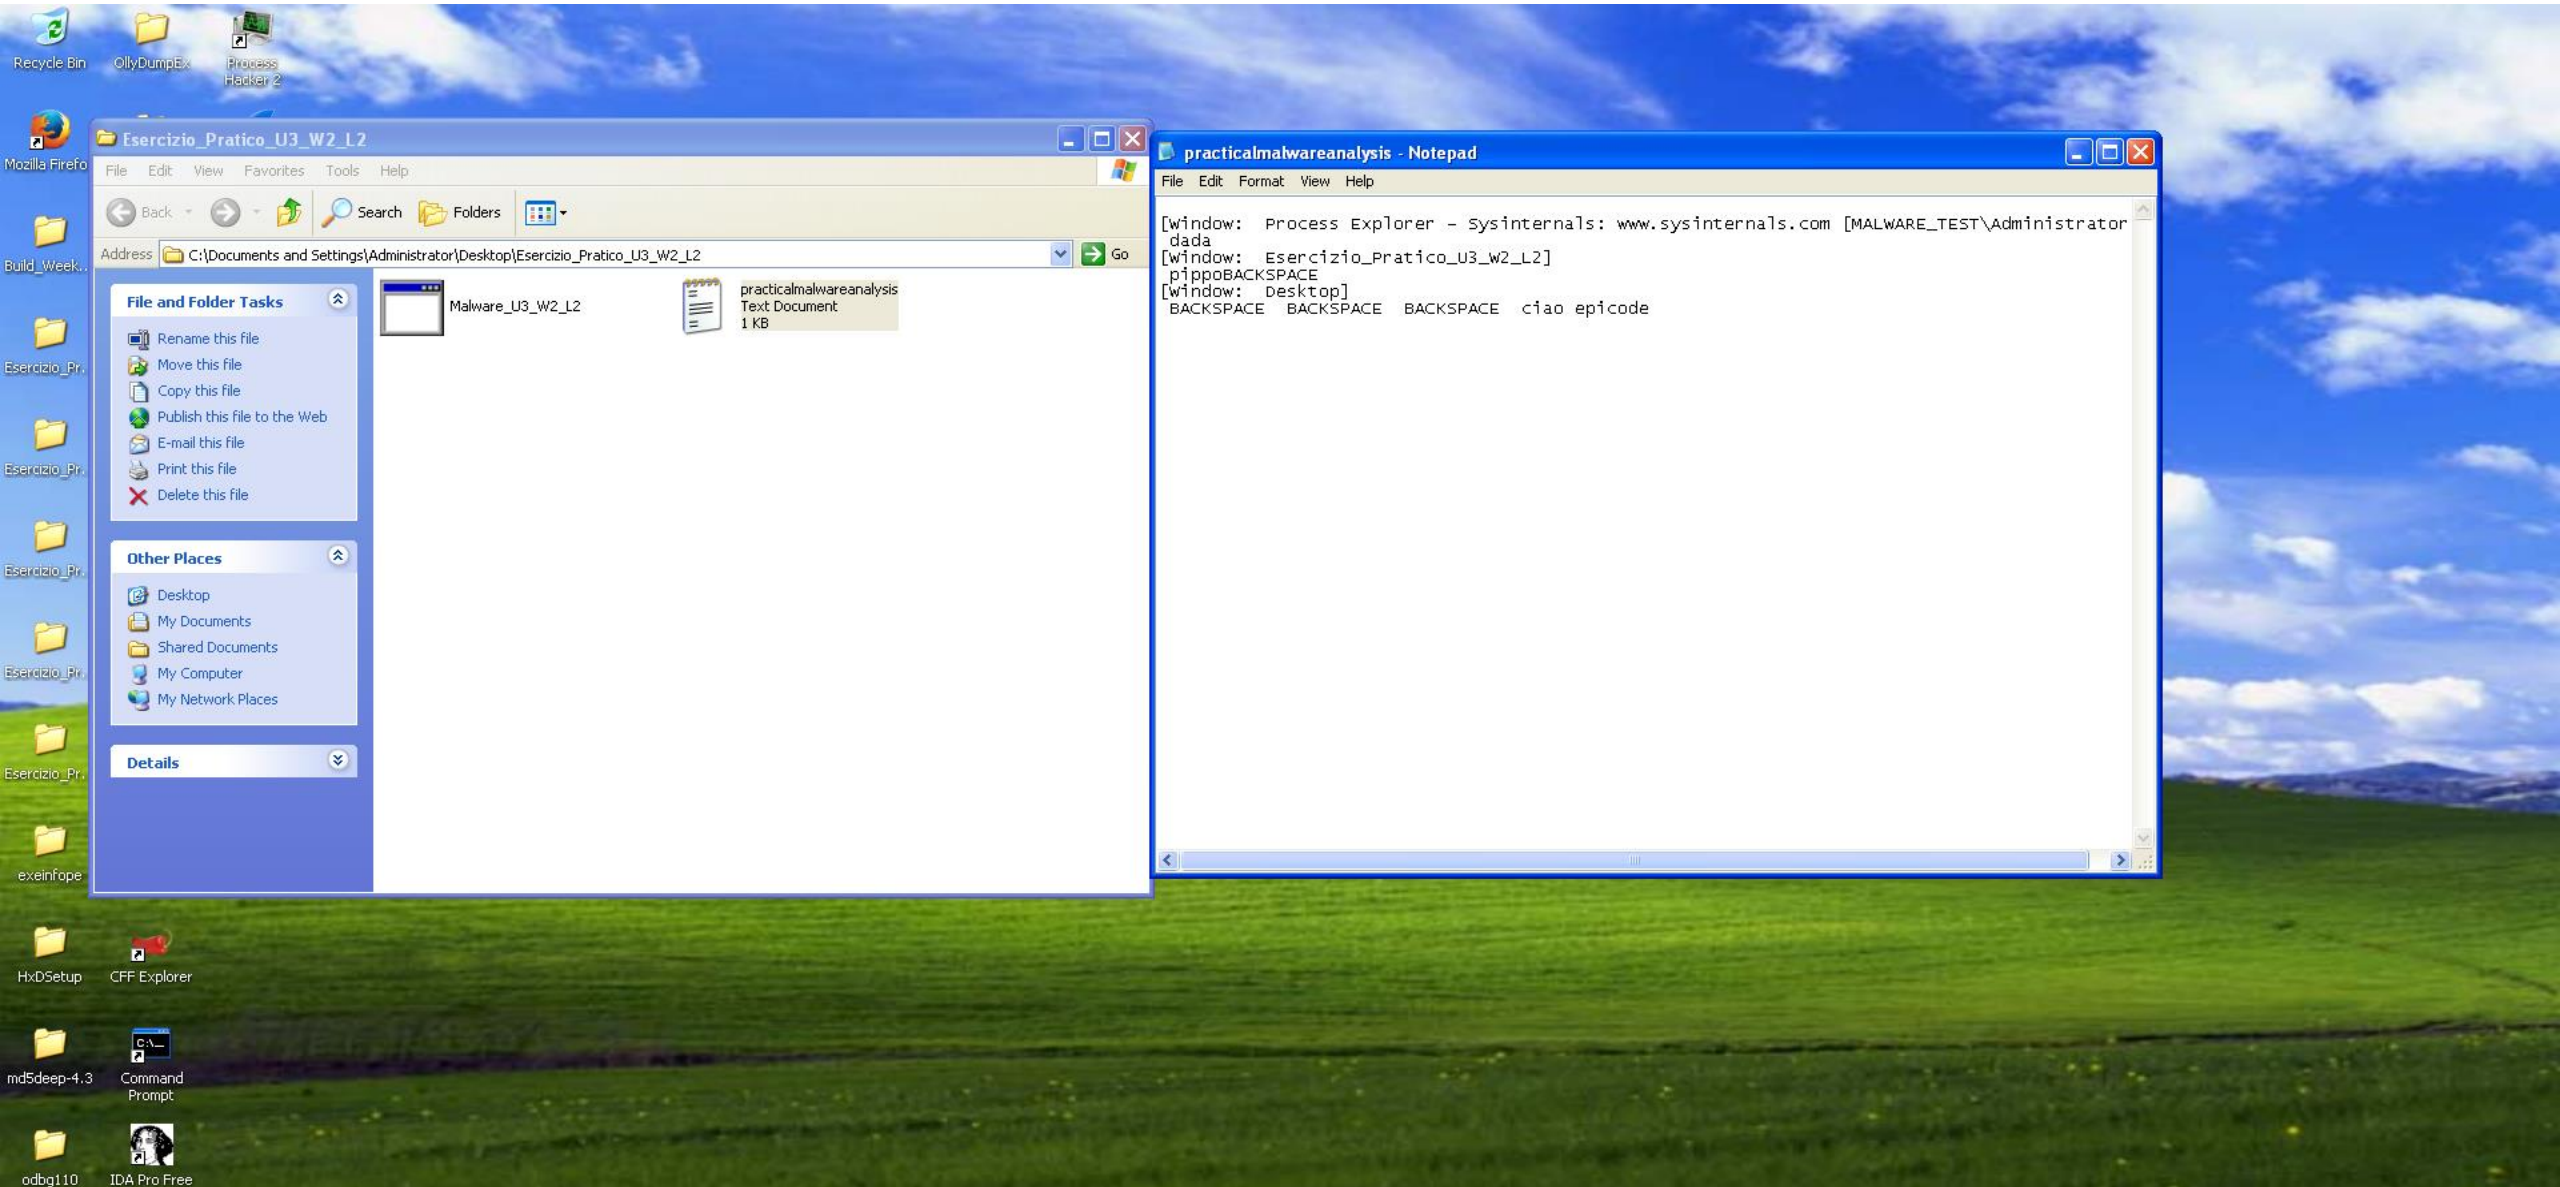 Recycle Bin
OllyDumpEx
Process
Hacker 2
Mozilla Firefo
Build_Week..
Esercizio_Pr.
Esercizio_Pr.
Esercizio_Pr.
Esercizio_Pr.
Esercizio_Pr.
exeinfope
HxDSetup
CFF Explorer
md5deep-4.3
C:\_
Command
Prompt
odbg110
IDA Pro Free
Esercizio_Pratico_U3_W2_L2
File Edit View Favorites Tools Help
Back
Search
Folders
Address C:\Documents and Settings\Administrator\Desktop\Esercizio_Pratico_U3_W2_L2
Go
File and Folder Tasks
Rename this file
Move this file
Copy this file
Publish this file to the Web
E-mail this file
Print this file
Delete this file
Other Places
Desktop
My Documents
Shared Documents
My Computer
My Network Places
Details
Malware_U3_W2_L2
practicalmalwareanalysis
Text Document
1 KB
practicalmalwareanalysis - Notepad
File Edit Format View Help
[Window: Process Explorer - Sysinternals: www.sysinternals.com [MALWARE_TEST\Administrator
dada
[Window: Esercizio_Pratico_U3_W2_L2]
pippoBACKSPACE
[Window: Desktop]
BACKSPACE BACKSPACE BACKSPACE ciao epicode